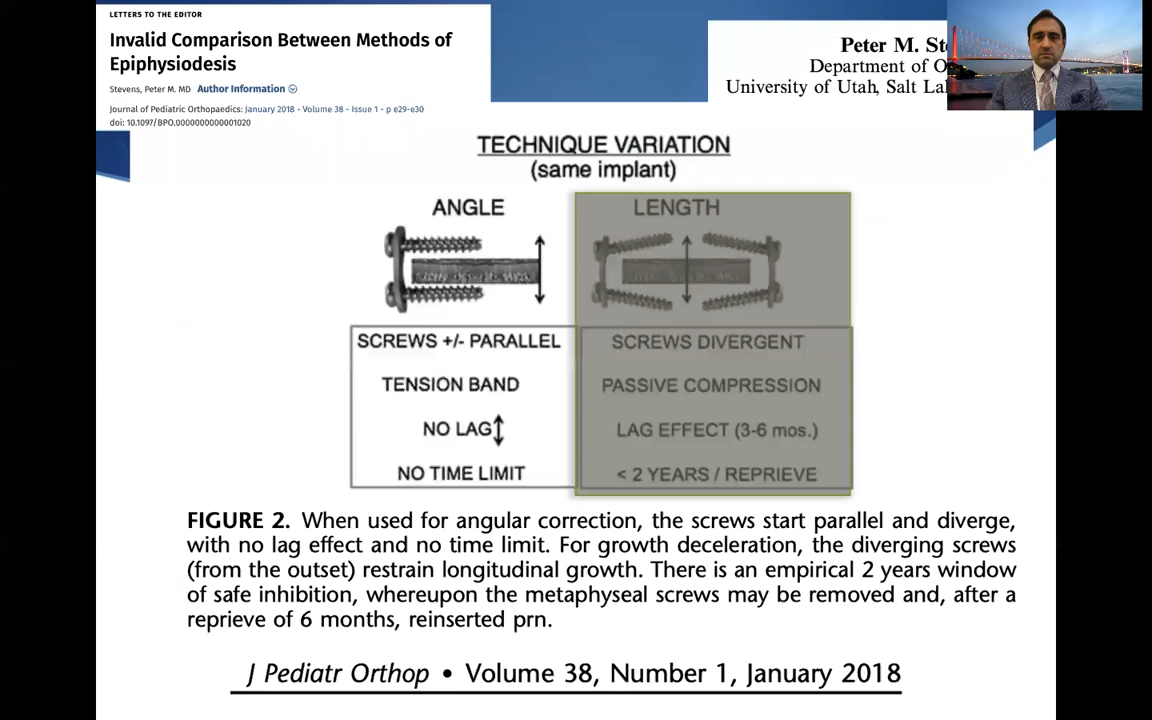 LETTERS TO THE EDITOR
Invalid Comparison Between Methods of
Epiphysiodesis
Stevens, Peter M. MD Author Information
Journal of Pediatric Orthopaedics: January 2018 - Volume 38 - Issue 1 - p e29-e30
doi: 10.1097/BPO.0000000000001020
Peter M.
Department of
University of Utah, Salt
TECHNIQUE VARIATION
(same implant)
ANGLE LENGTH
SCREWS +/- PARALLEL SCREWS DIVERGENT
TENSION BAND PASSIVE COMPRESSION
NO LAG LAG EFFECT (3-6 mos.)
NO TIME LIMIT < 2 YEARS / REPRIEVE
FIGURE 2. When used for angular correction, the screws start parallel and diverge,
with no lag effect and no time limit. For growth deceleration, the diverging screws
(from the outset) restrain longitudinal growth. There is an empirical 2 years window
of safe inhibition, whereupon the metaphyseal screws may be removed and, after a
reprieve of 6 months, reinserted prn.
J Pediatr Orthop • Volume 38, Number 1, January 2018